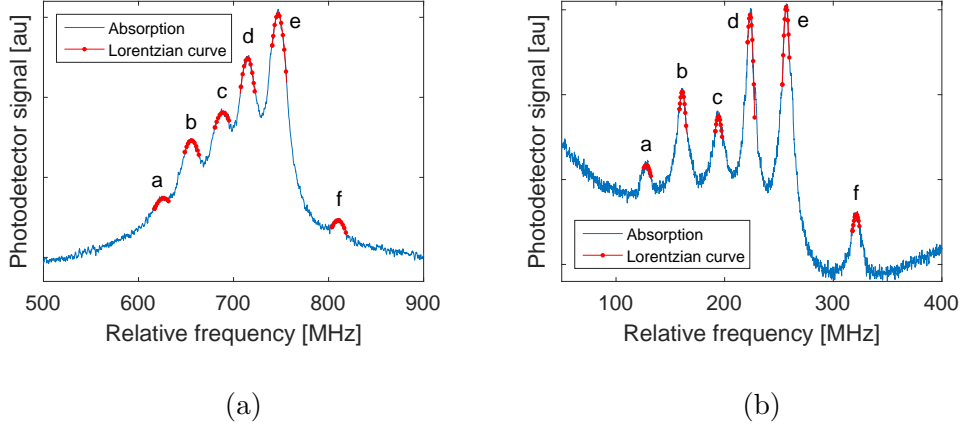 Photodetector signal [au]
Absorption
Lorentzian curve
a
b
c
d
e
f
500
600
700
800
900
Relative frequency [MHz]
(a)
Photodetector signal [au]
a
b
c
d
e
f
Absorption
Lorentzian curve
100
200
300
400
Relative frequency [MHz]
(b)